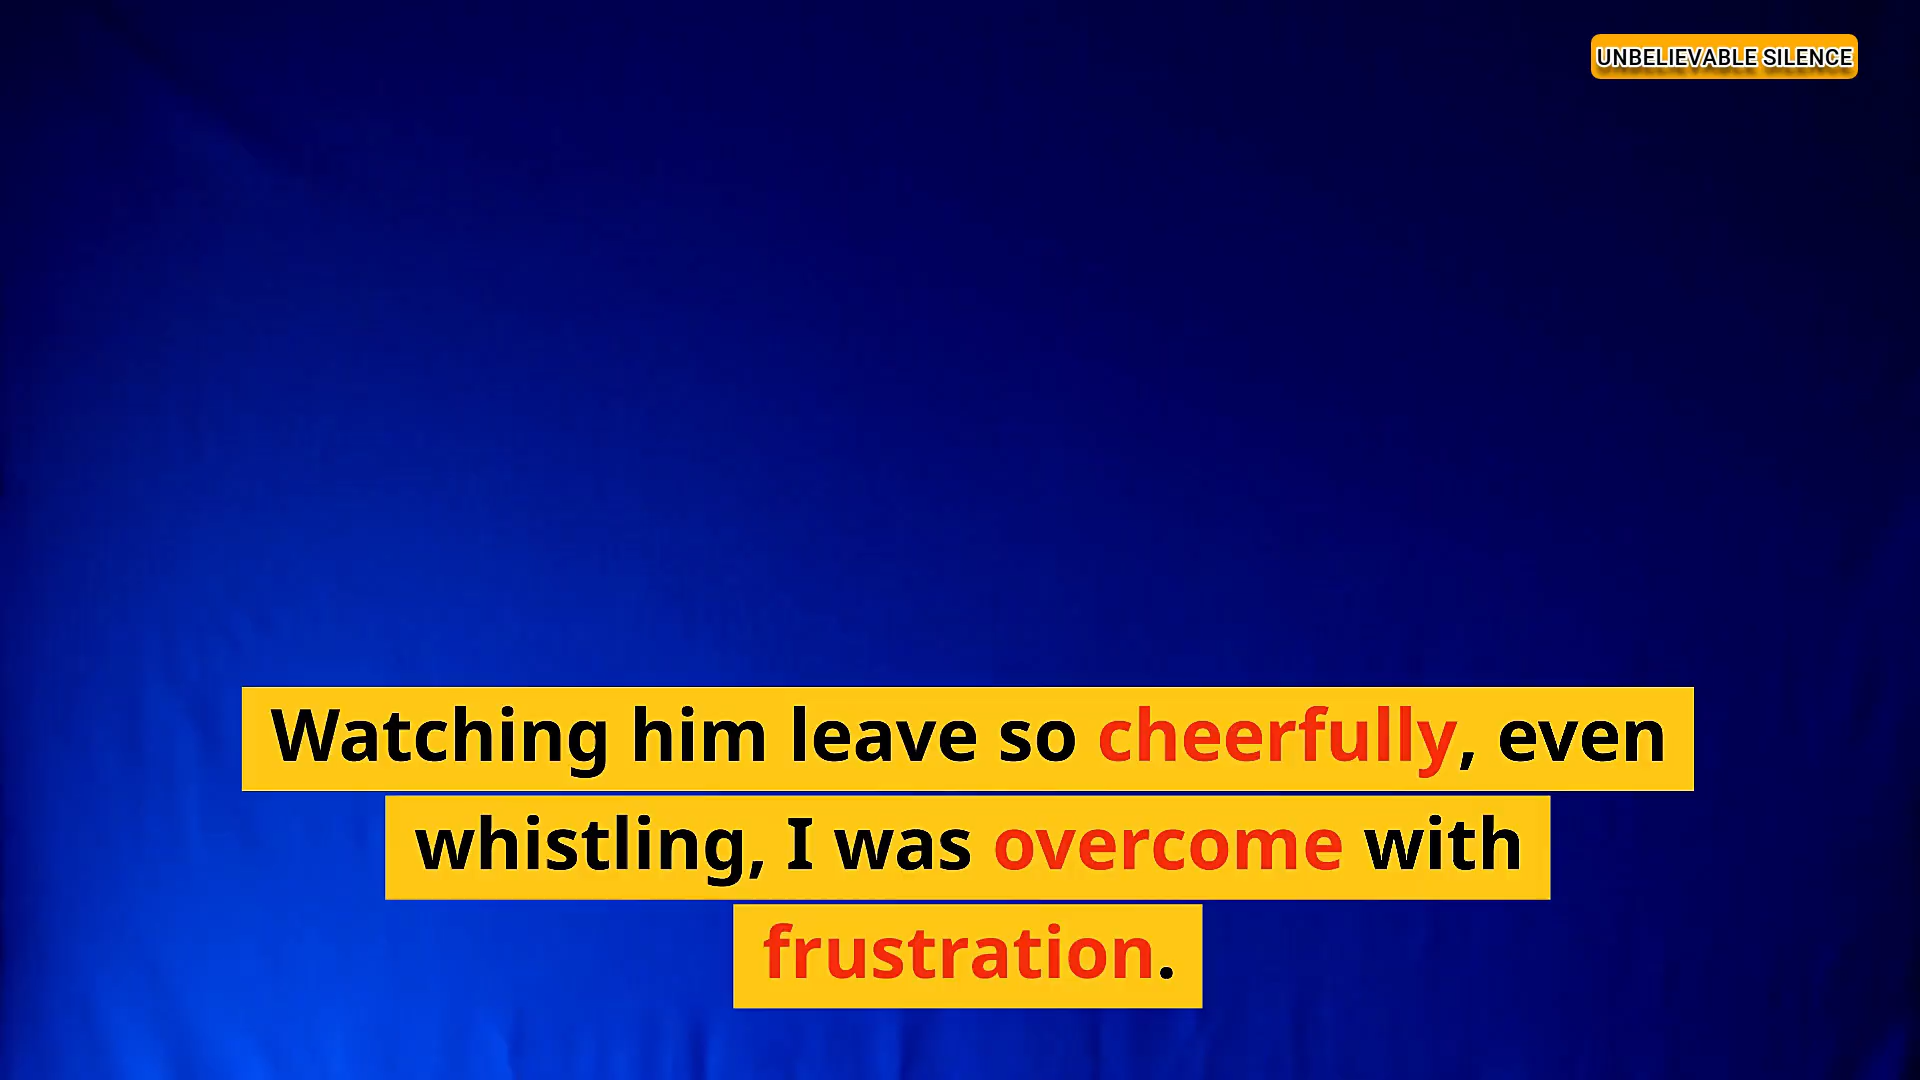 UNBELIEVABLE SILENCE
Watching him leave so cheerfully, even
whistling, I was overcome with
frustration.